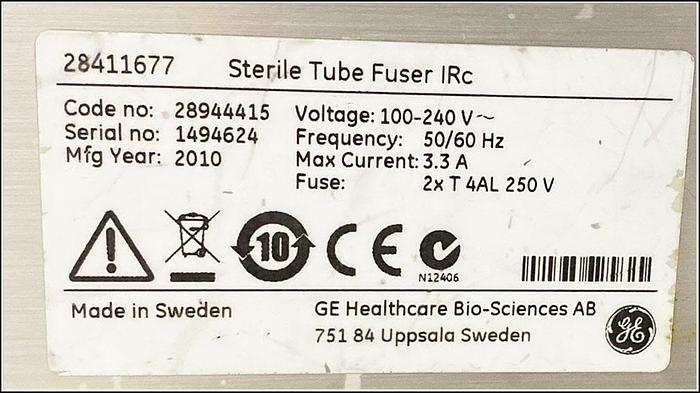 28411677 Sterile Tube Fuser IRc
Code no: 28944415
Serial no: 1494624
Mfg Year: 2010
Voltage: 100-240 V~
Frequency: 50/60 Hz
Max Current: 3.3 A
Fuse: 2x T 4AL 250 V
10
CE
N12406
Made in Sweden
GE Healthcare Bio-Sciences AB
751 84 Uppsala Sweden
GE